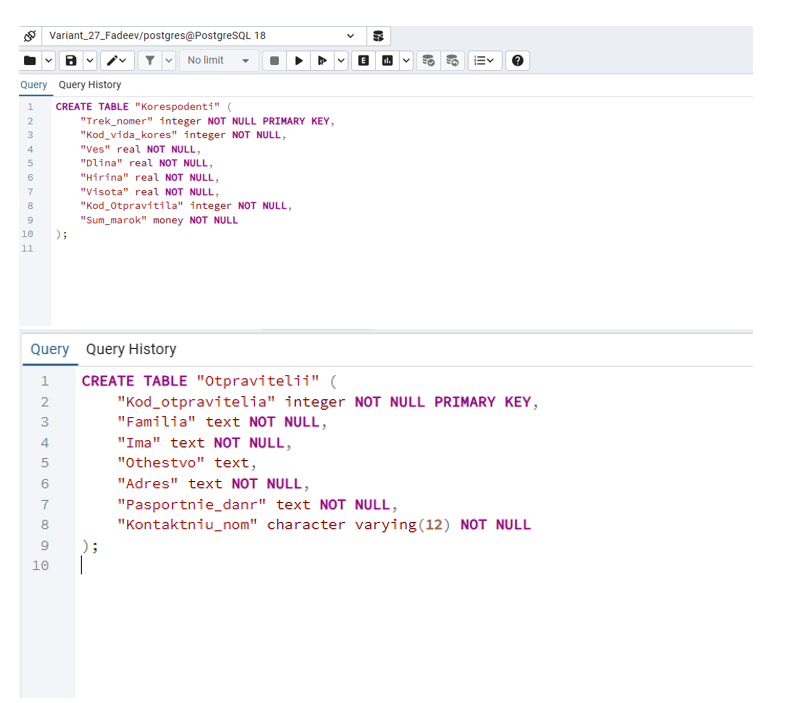 Variant_27_Fadeev/postgres@PostgreSQL 18
No limit
E
Query Query History
1 CREATE TABLE "Korespodenti" (
2 "Trek_nomer" integer NOT NULL PRIMARY KEY,
3 "Kod_vida_kores" integer NOT NULL,
4 "Ves" real NOT NULL,
5 "Dlina" real NOT NULL,
6 "Hirina" real NOT NULL,
7 "Visota" real NOT NULL,
8 "Kod_Otpravitila" integer NOT NULL,
9 "Sum_marok" money NOT NULL
10 );
11
Query Query History
1 CREATE TABLE "Otpravitelii" (
2 "Kod_otpravitelia" integer NOT NULL PRIMARY KEY,
3 "Familia" text NOT NULL,
4 "Ima" text NOT NULL,
5 "Othestvo" text,
6 "Adres" text NOT NULL,
7 "Pasportnie_danr" text NOT NULL,
8 "Kontaktniu_nom" character varying(12) NOT NULL
9 );
10